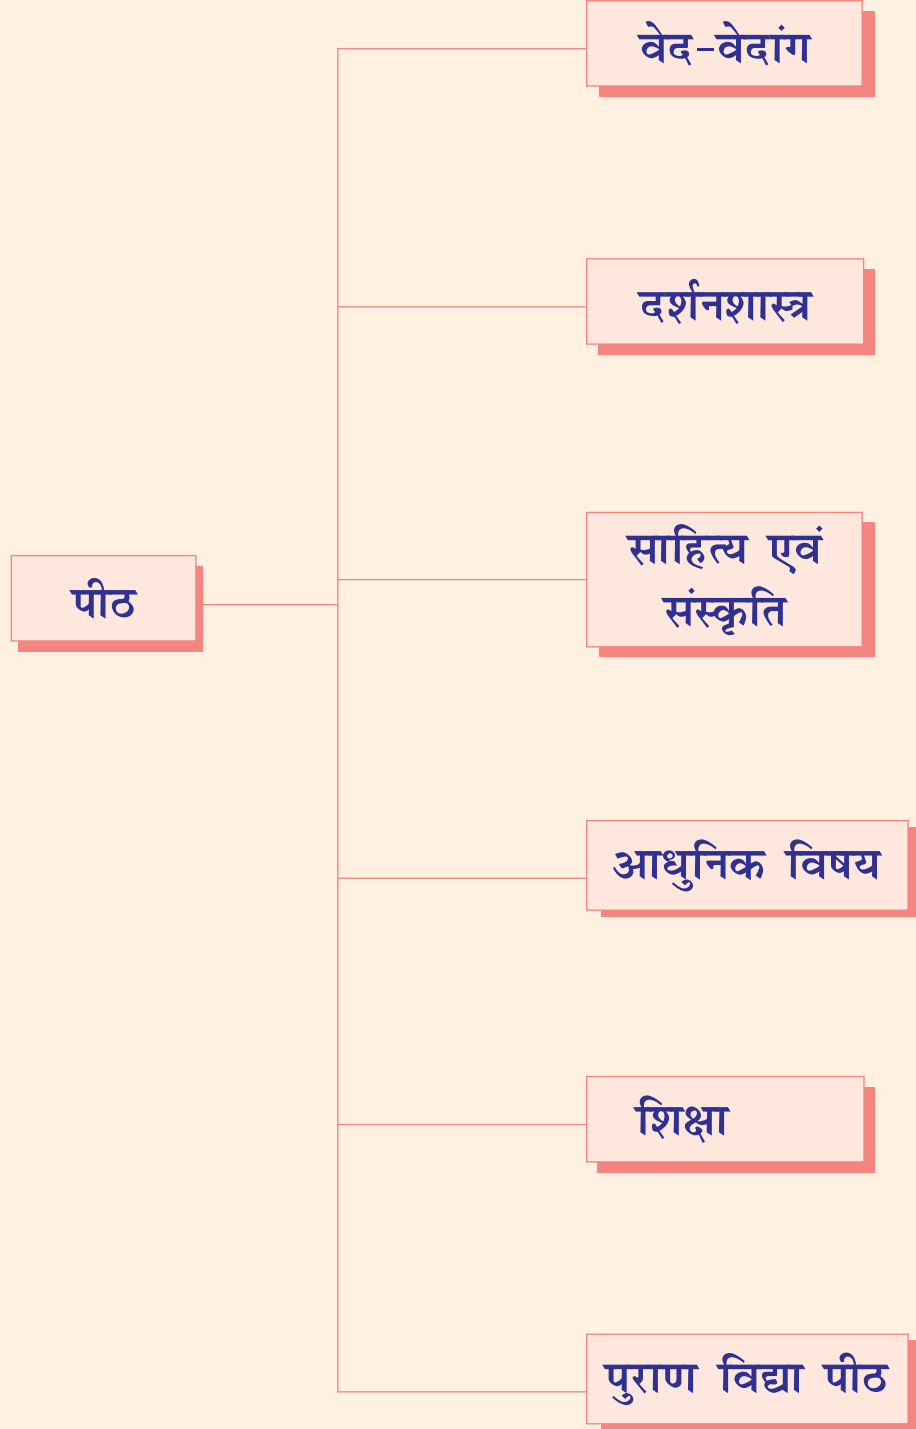 वेद-वेदांग
दर्शनशास्त्र
साहित्य एवं
संस्कृति
पीठ
आधुनिक विषय
शिक्षा
पुराण विद्या पीठ